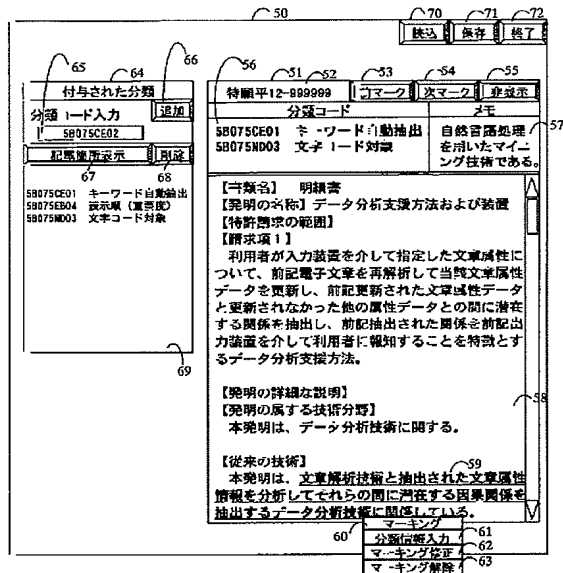 50
70
71
72
読込 保存 終了
65
64
66
付与された分類
分類コード入力
追加
5B075CE02
記載箇所表示
削除
67
68
5B075CE01 キーワード自動抽出
5B075EB04 表示順(重要度)
5B075ND03 文字コード対象
69
56
51
52
53
54
55
特願平12-999999
マーク
次マーク
非表示
分類コード
メモ
57
5B075CE01 キーワード自動抽出
5B075ND03 文字コード対象
自然言語処理
を用いたマイニ
ング技術である。
【書類名】 明細書
【発明の名称】データ分析支援方法および装置
【特許請求の範囲】
【請求項1】
利用者が入力装置を介して指定した文章属性に
ついて、前記電子文章を再解析して当該文章属性
データを更新し、前記更新された文章属性データ
と更新されなかった他の属性データとの間に潜在
する関係を抽出し、前記抽出された関係を前記出
力装置を介して利用者に報知することを特徴とす
るデータ分析支援方法。
【発明の詳細な説明】
58
【発明の属する技術分野】
本発明は、データ分析技術に関する。
【従来の技術】
59
本発明は、文章解析技術と抽出された文章属性
情報を分析してそれらの間に潜在する因果関係を
抽出するデータ分析技術に関係している。
60
マーキング
61
分類情報入力
62
マーキング修正
63
マーキング解除